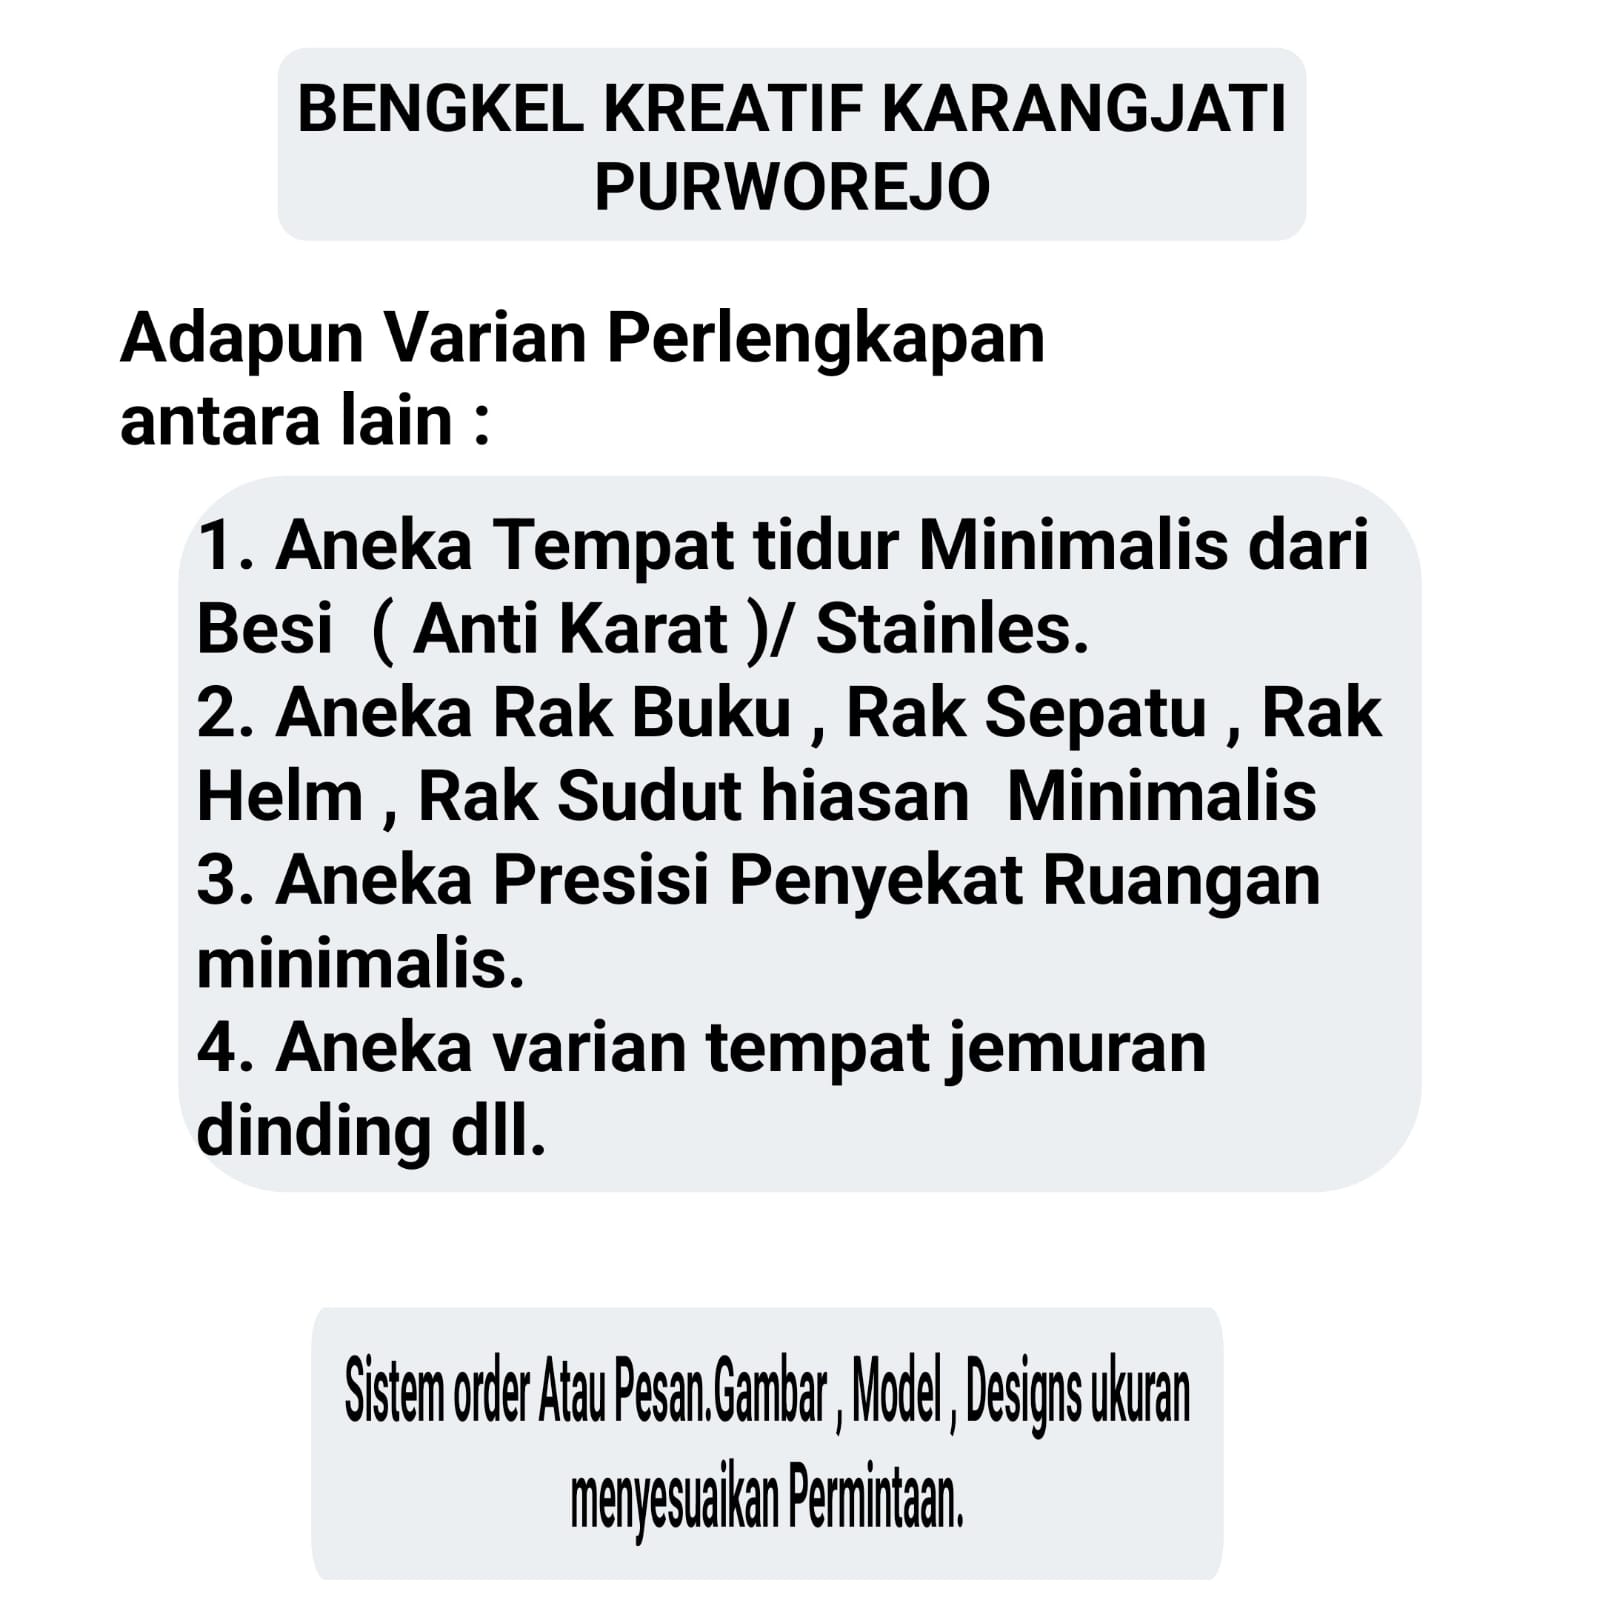 BENGKEL KREATIF KARANGJATI
PURWOREJO
Adapun Varian Perlengkapan
antara lain :
1. Aneka Tempat tidur Minimalis dari
Besi  ( Anti Karat )/ Stainles.
2. Aneka Rak Buku , Rak Sepatu , Rak
Helm , Rak Sudut hiasan  Minimalis
3. Aneka Presisi Penyekat Ruangan
minimalis.
4. Aneka varian tempat jemuran
dinding dll.
Sistem order Atau Pesan.Gambar , Model , Designs ukuran
menyesuaikan Permintaan.